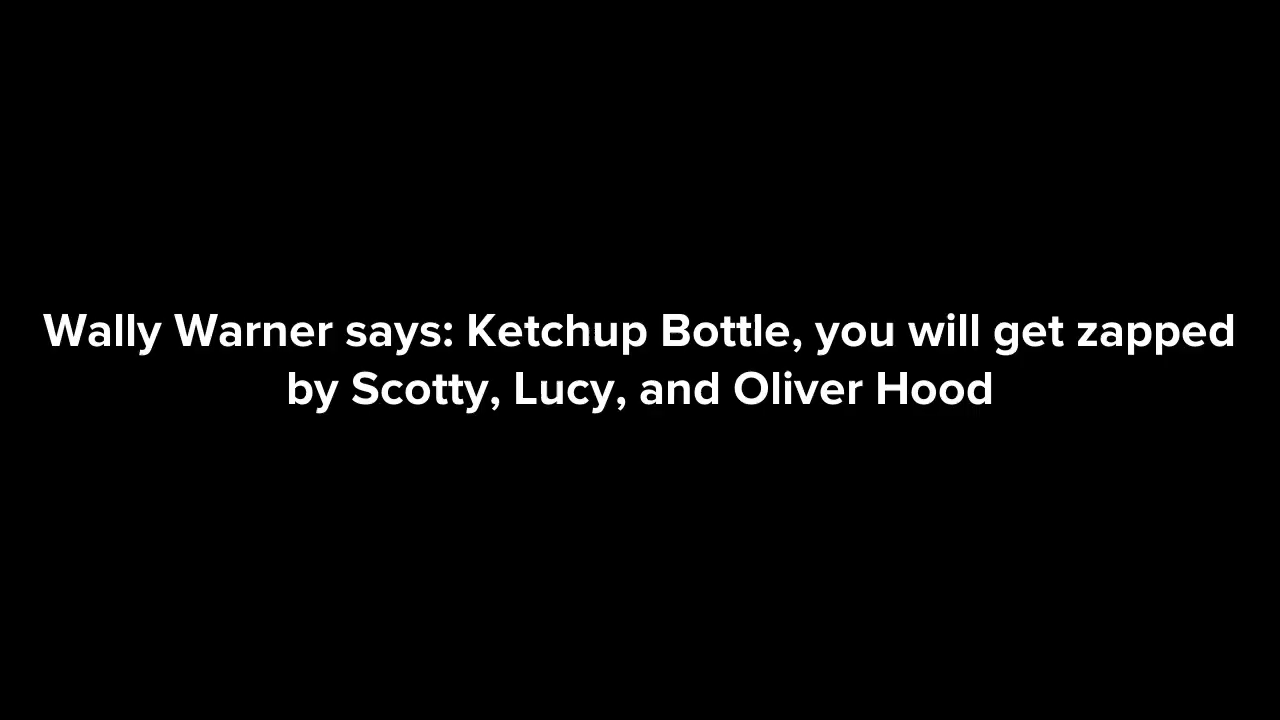 Wally Warner says: Ketchup Bottle, you will get zapped
by Scotty, Lucy, and Oliver Hood